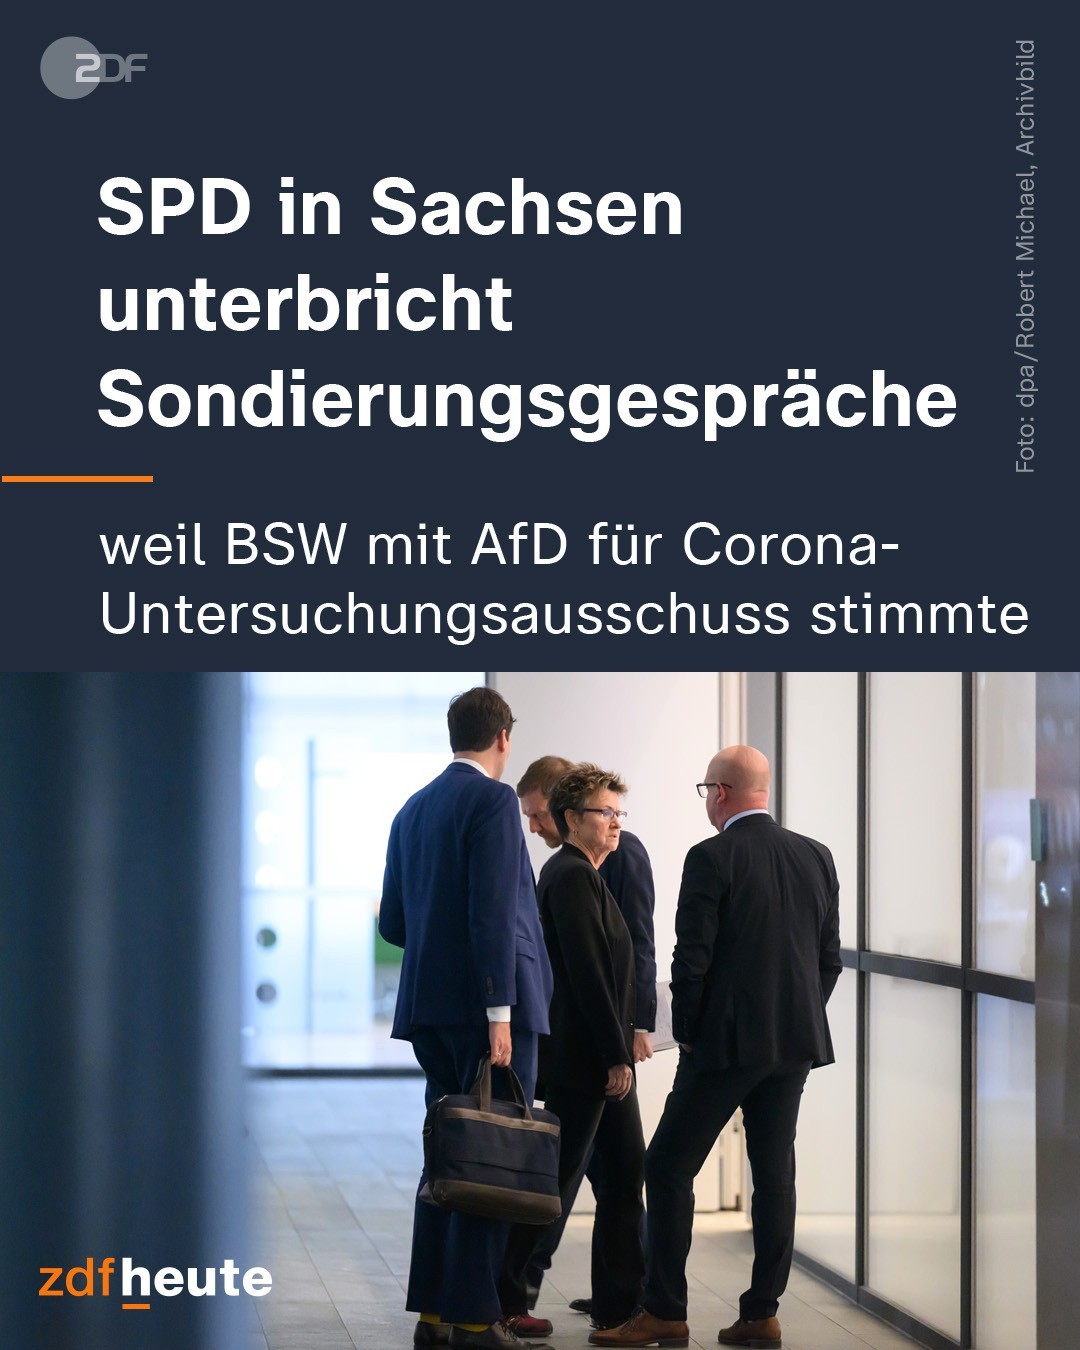 ZDF
Foto: dpa/Robert Michael, Archivbild
SPD in Sachsen
unterbricht
Sondierungsgespräche
weil BSW mit AfD für Corona-
Untersuchungsausschuss stimmte
zdfheute